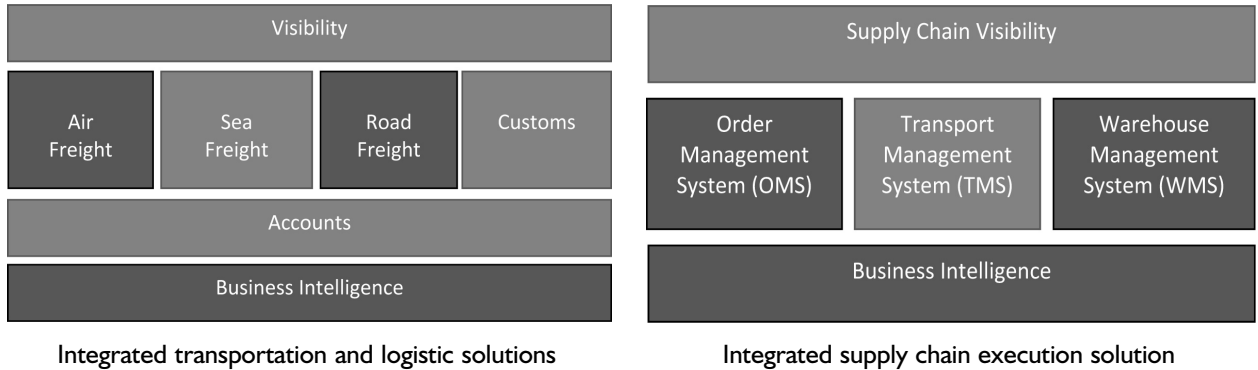 Visibility
Air
Freight
Sea
Freight
Road
Freight
Customs
Accounts
Business Intelligence
Integrated transportation and logistic solutions
Supply Chain Visibility
Order
Management
System (OMS)
Transport
Management
System (TMS)
Warehouse
Management
System (WMS)
Business Intelligence
Integrated supply chain execution solution